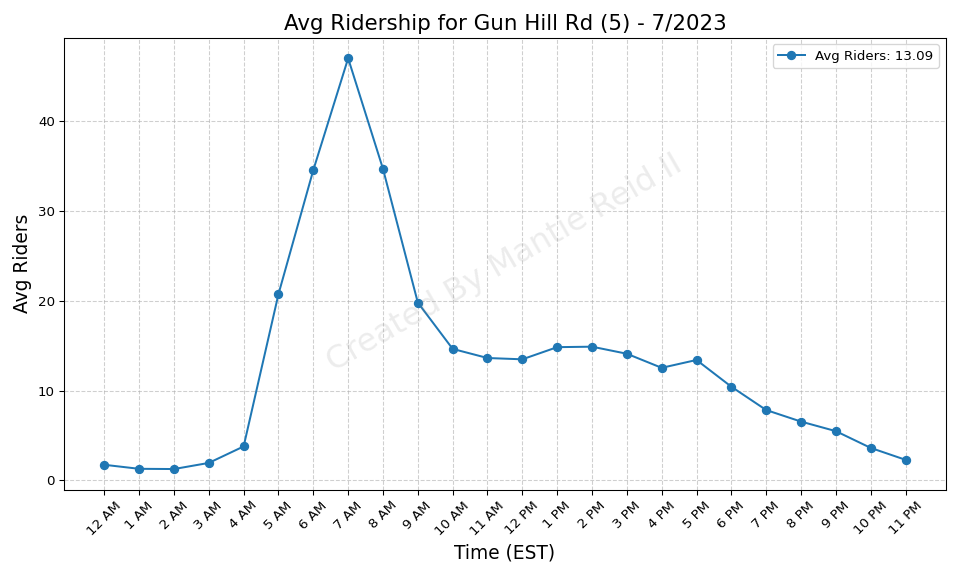 Avg Ridership for Gun Hill Rd (5) - 7/2023
Avg Riders: 13.09
Avg Riders
40
30
20
10
0
Created By Mantie Reid II
12 AM
1 AM
2 AM
3 AM
4 AM
5 AM
6 AM
7 AM
8 AM
9 AM
10 AM
11 AM
12 PM
1 PM
2 PM
3 PM
4 PM
5 PM
6 PM
7 PM
8 PM
9 PM
10 PM
11 PM
Time (EST)